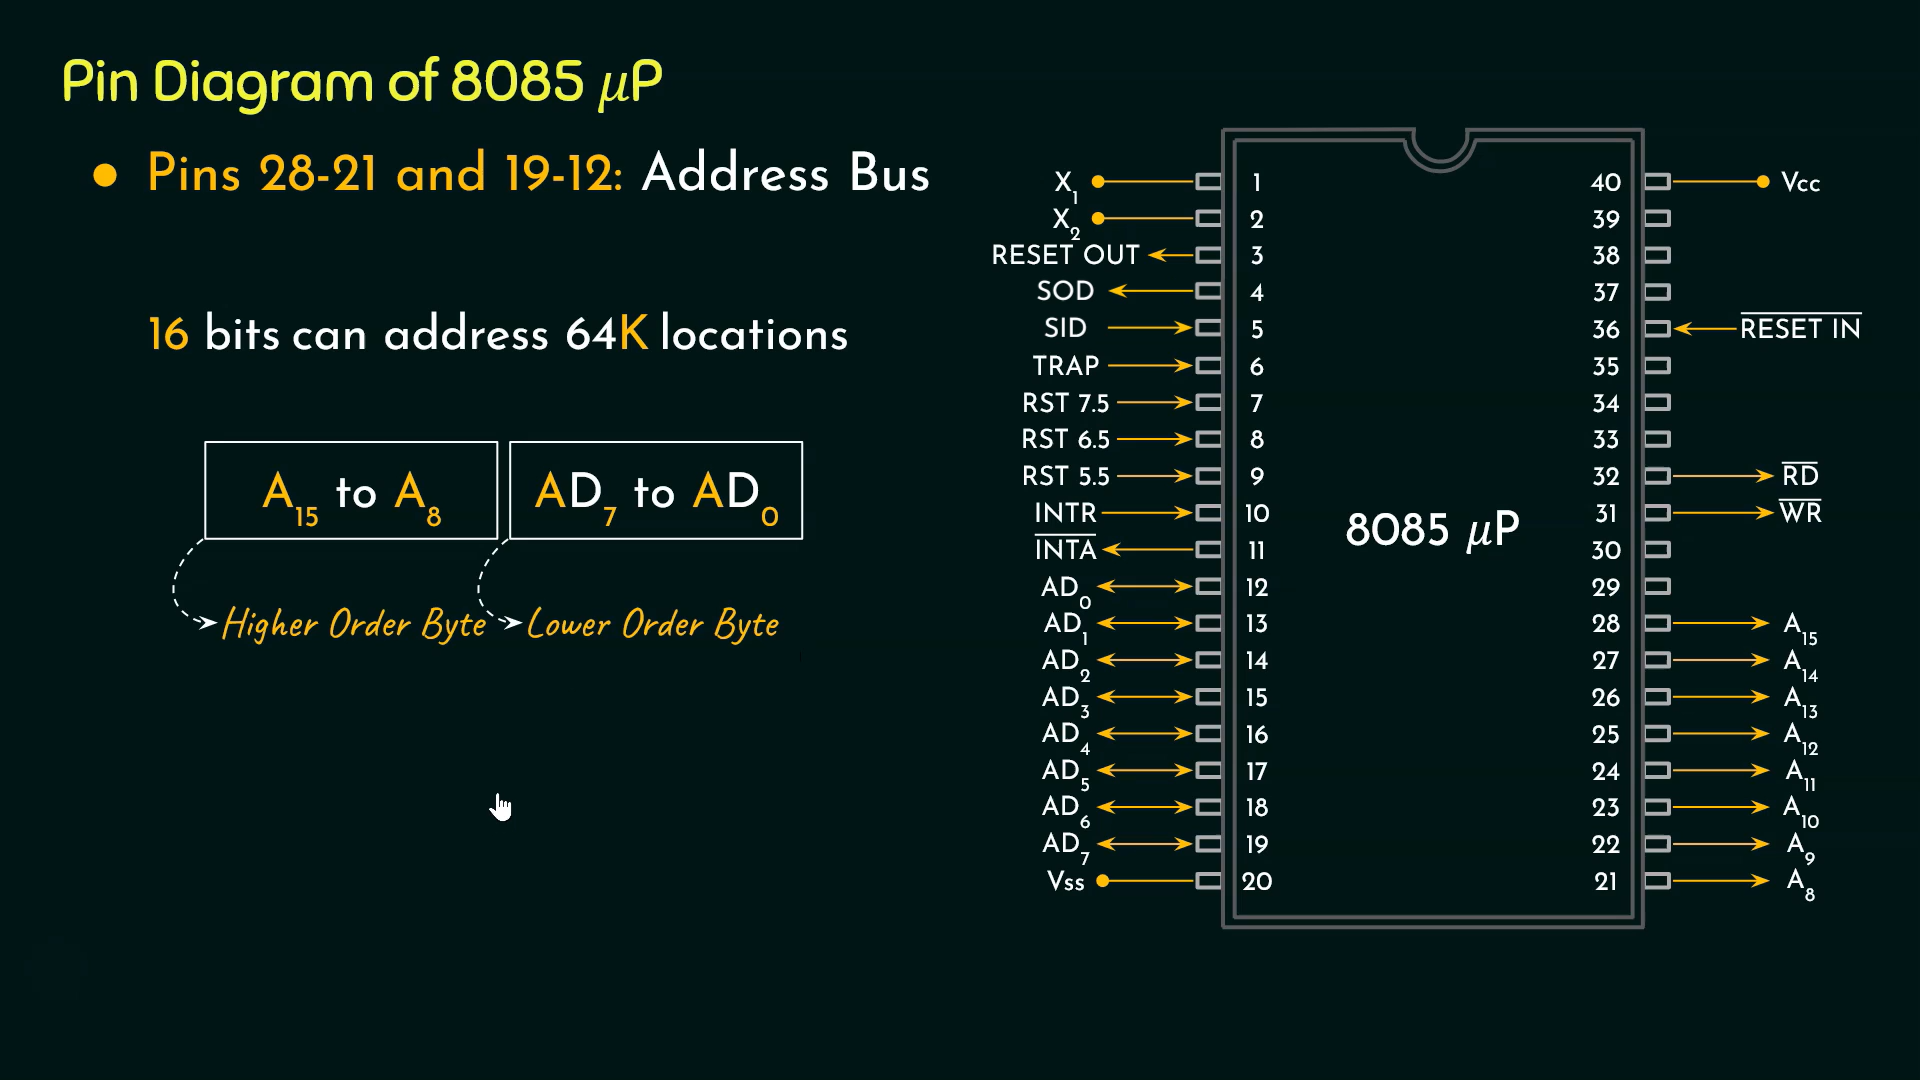 Pin Diagram of 8085 μP
● Pins 28-21 and 19-12: Address Bus
16 bits can address 64K locations
A15 to A8
AD7 to AD0
Higher Order Byte
Lower Order Byte
X1 1
X2 2
RESET OUT 3
SOD 4
SID 5
TRAP 6
RST 7.5 7
RST 6.5 8
RST 5.5 9
INTR 10
I̅N̅T̅A̅ 11
AD0 12
AD1 13
AD2 14
AD3 15
AD4 16
AD5 17
AD6 18
AD7 19
Vss 20
8085 μP
40 Vcc
39
38
37
36 R̅E̅S̅E̅T̅ ̅I̅N̅
35
34
33
32 R̅D̅
31 W̅R̅
30
29
28 A15
27 A14
26 A13
25 A12
24 A11
23 A10
22 A9
21 A8